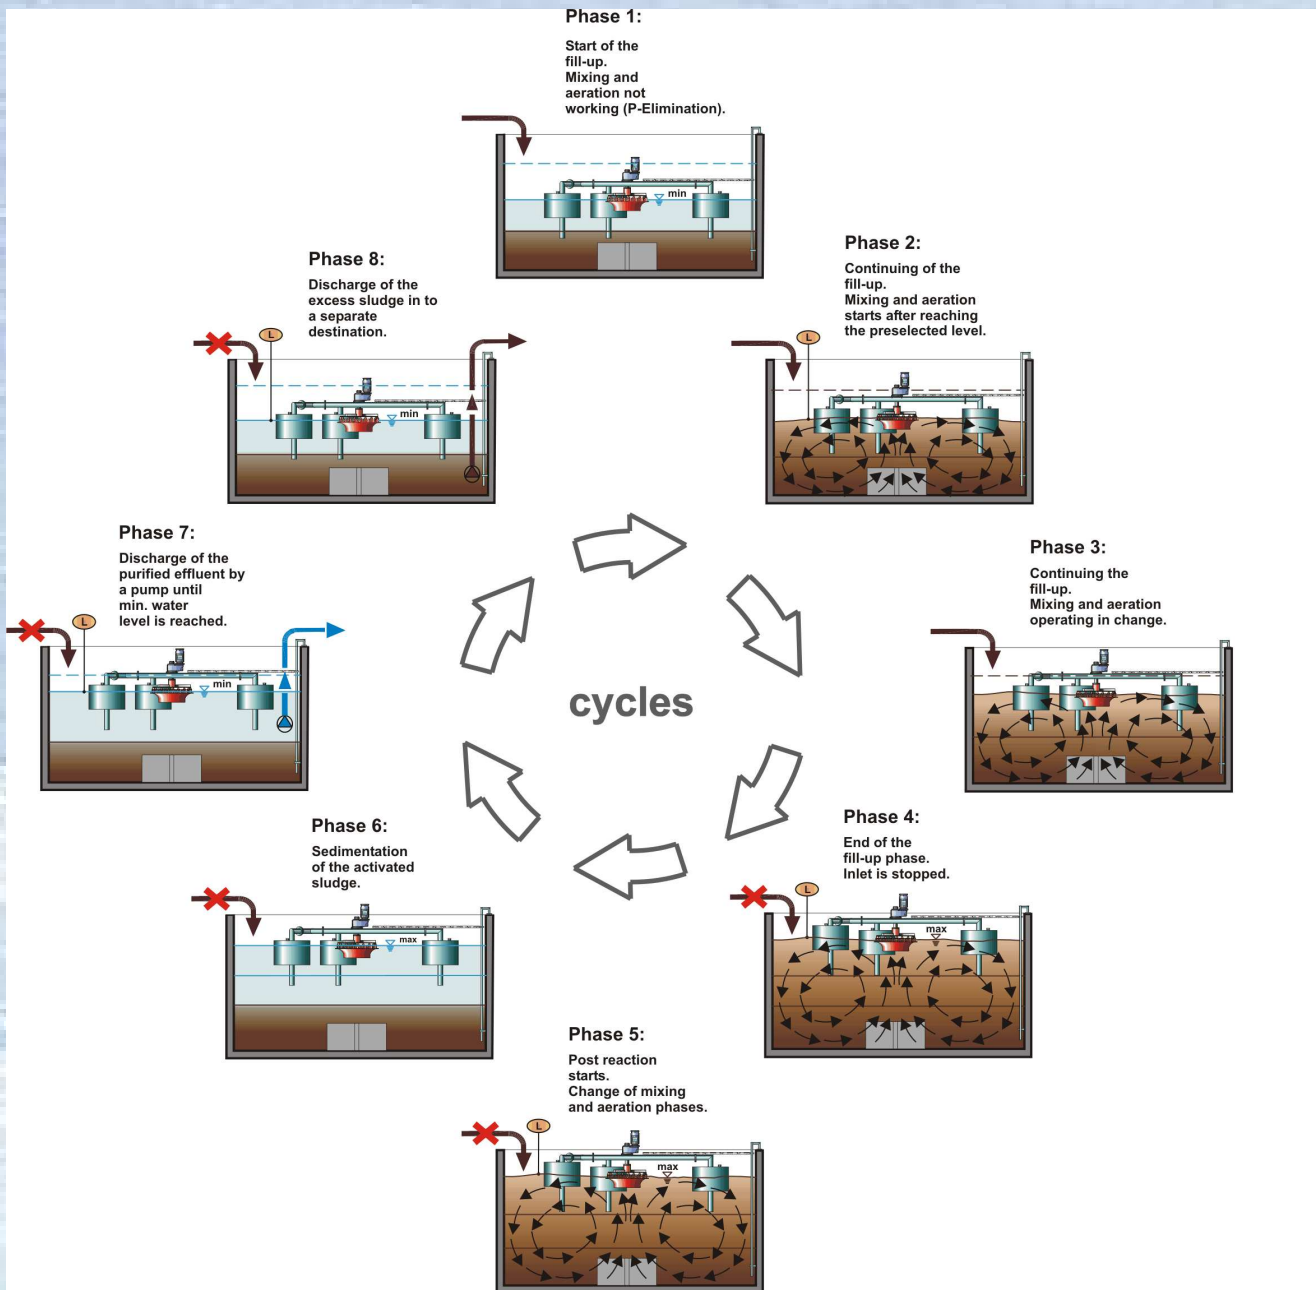 Phase 1:
Start of the
fill-up.
Mixing and
aeration not
working (P-Elimination).
min
Phase 2:
Continuing of the
fill-up.
Mixing and aeration
starts after reaching
the preselected level.
L
Phase 3:
Continuing the
fill-up.
Mixing and aeration
operating in change.
Phase 4:
End of the
fill-up phase.
Inlet is stopped.
L
max
Phase 5:
Post reaction
starts.
Change of mixing
and aeration phases.
L
max
Phase 6:
Sedimentation
of the activated
sludge.
max
Phase 7:
Discharge of the
purified effluent by
a pump until
min. water
level is reached.
L
min
Phase 8:
Discharge of the
excess sludge in to
a separate
destination.
L
min
cycles